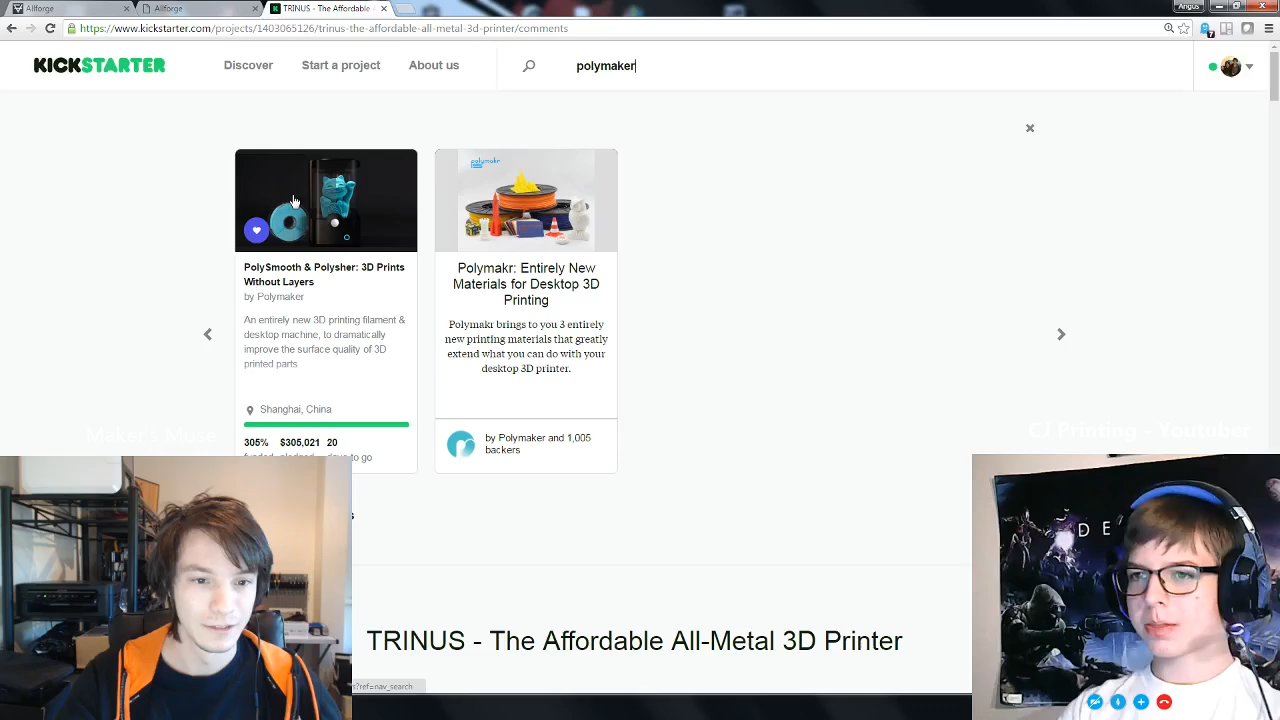 Allforge
Allforge
TRINUS - The Affordable
Angus
https://www.kickstarter.com/projects/1403065126/trinus-the-affordable-all-metal-3d-printer/comments
7
KICKSTARTER
Discover
Start a project
About us
polymaker
polymakr
PolySmooth & Polysher: 3D Prints
Without Layers
by Polymaker
An entirely new 3D printing filament &
desktop machine, to dramatically
improve the surface quality of 3D
printed parts
Shanghai, China
305% $305,021 20
Polymakr: Entirely New
Materials for Desktop 3D
Printing
Polymakr brings to you 3 entirely
new printing materials that greatly
extend what you can do with your
desktop 3D printer.
by Polymaker and 1,005
backers
Maker's Muse
CJ Printing - Youtuber
TRINUS - The Affordable All-Metal 3D Printer
s?ref=nav_search
DE